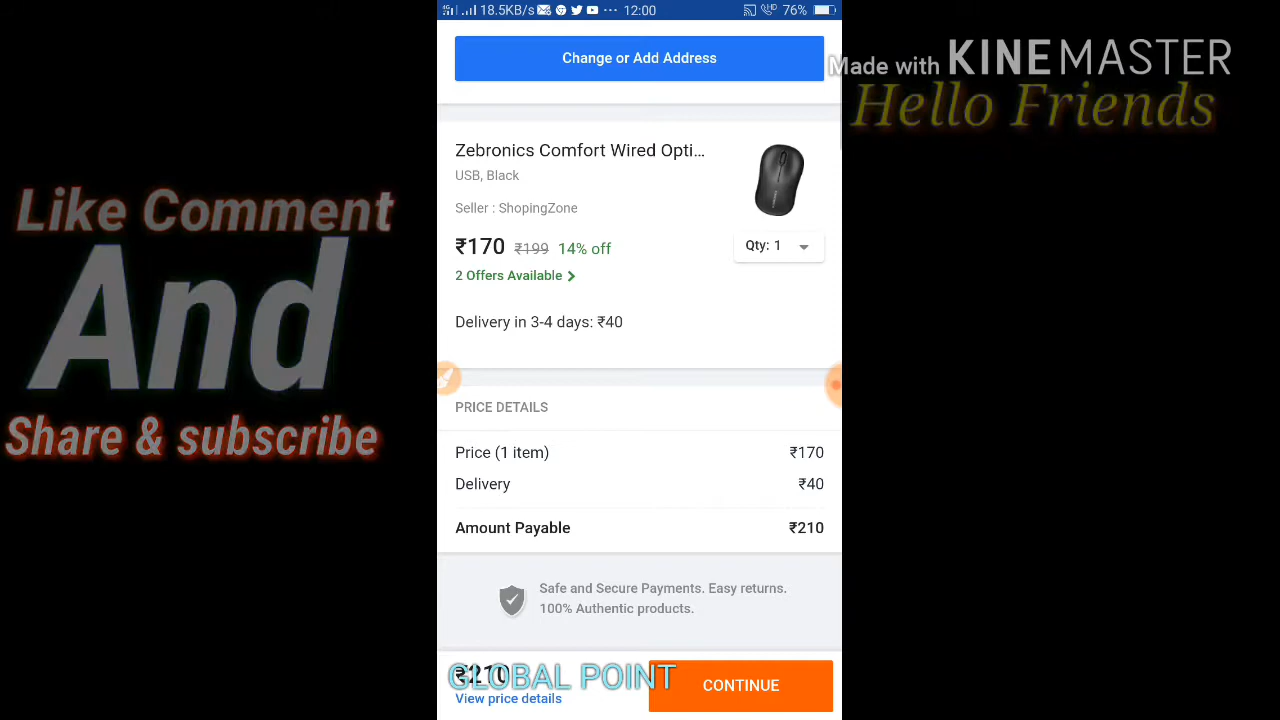 18.5KB/s ... 12:00 HD 76%
Change or Add Address
Made with KINEMASTER
Hello Friends
Zebronics Comfort Wired Opti...
USB, Black
Seller : ShopingZone
₹170 ₹199 14% off
Qty: 1
2 Offers Available
Delivery in 3-4 days: ₹40
Like Comment
And
Share & subscribe
PRICE DETAILS
Price (1 item) ₹170
Delivery ₹40
Amount Payable ₹210
Safe and Secure Payments. Easy returns.
100% Authentic products.
₹210
GLOBAL POINT
View price details
CONTINUE